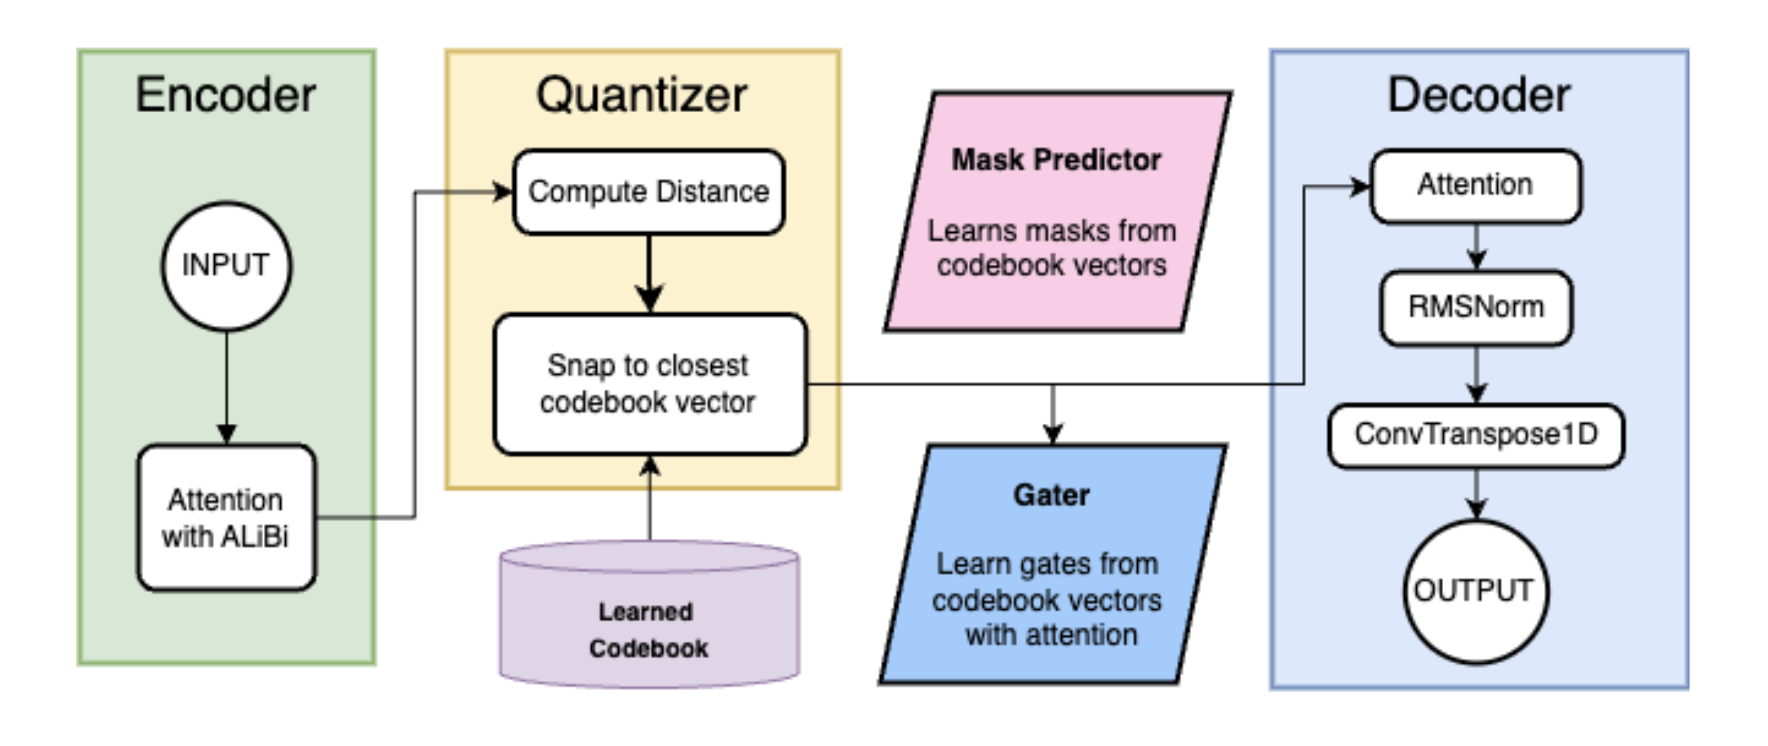 Encoder
INPUT
Attention
with ALiBi
Quantizer
Compute Distance
Snap to closest
codebook vector
Learned
Codebook
Mask Predictor
Learns masks from
codebook vectors
Gater
Learn gates from
codebook vectors
with attention
Decoder
Attention
RMSNorm
ConvTranspose1D
OUTPUT